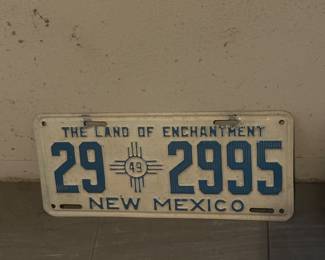 THE LAND OF ENCHANTMENT
29 49 2995
NEW MEXICO